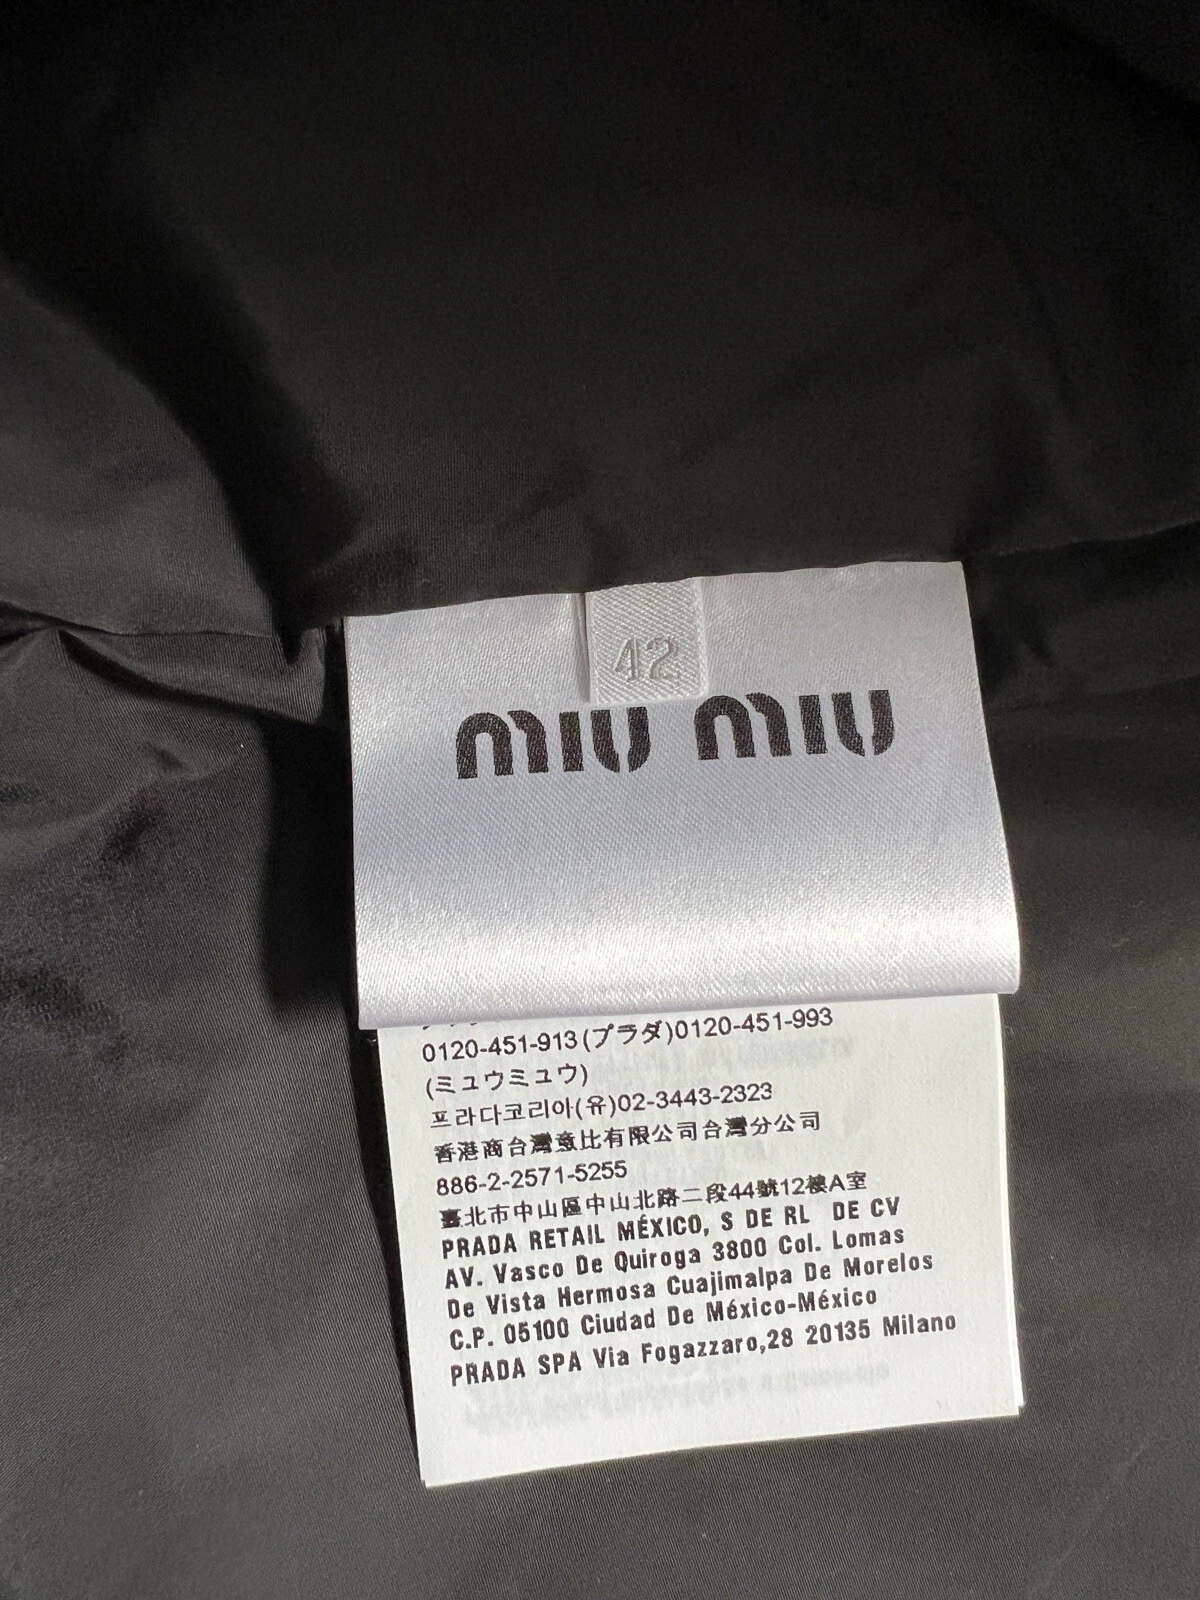 42
miu miu
0120-451-913(プラダ)0120-451-993
(ミュウミュウ)
프라다코리아(유)02-3443-2323
香港商台灣意比有限公司台灣分公司
886-2-2571-5255
臺北市中山區中山北路二段44號12樓A室
PRADA RETAIL MÉXICO, S DE RL DE CV
AV. Vasco De Quiroga 3800 Col. Lomas
De Vista Hermosa Cuajimalpa De Morelos
C.P. 05100 Ciudad De México-México
PRADA SPA Via Fogazzaro,28 20135 Milano